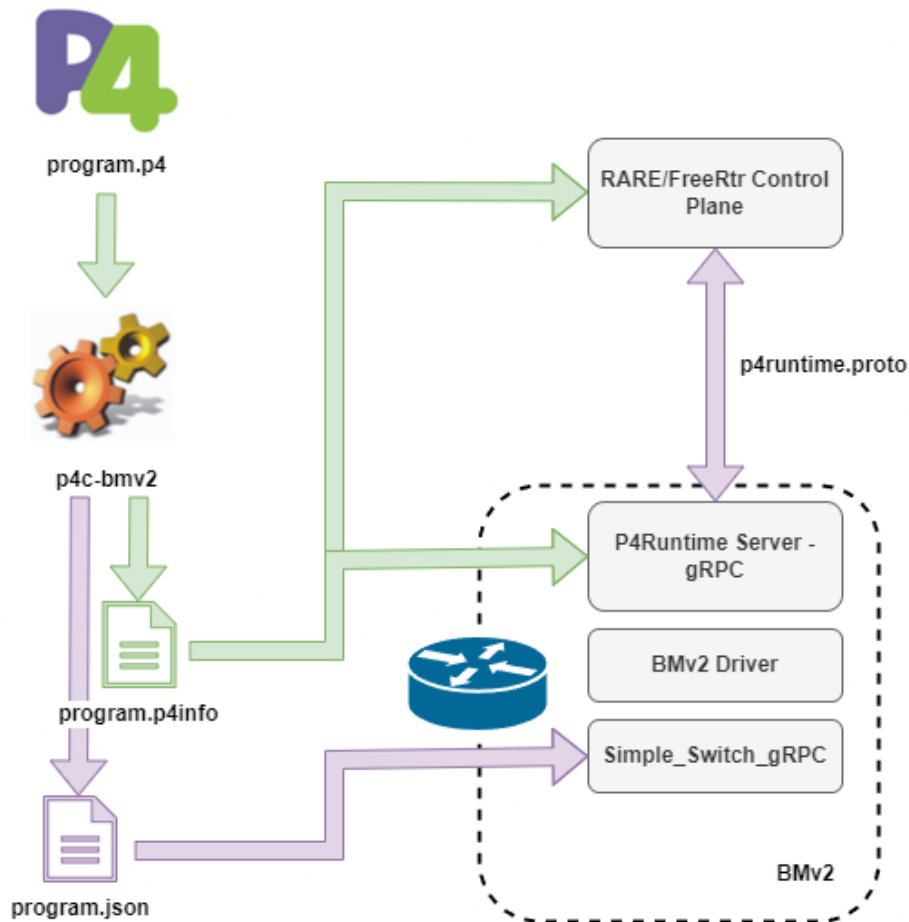 P4
program.p4
RARE/FreeRtr Control
Plane
p4runtime.proto
p4c-bmv2
P4Runtime Server -
gRPC
BMv2 Driver
program.p4info
Simple_Switch_gRPC
BMv2
program.json